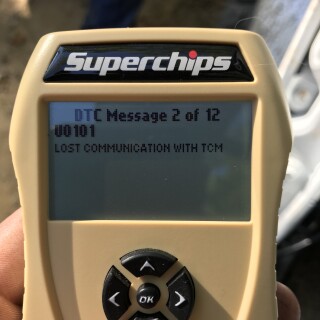 Superchips
DTC Message 2 of 12
U0101
LOST COMMUNICATION WITH TCM
OK